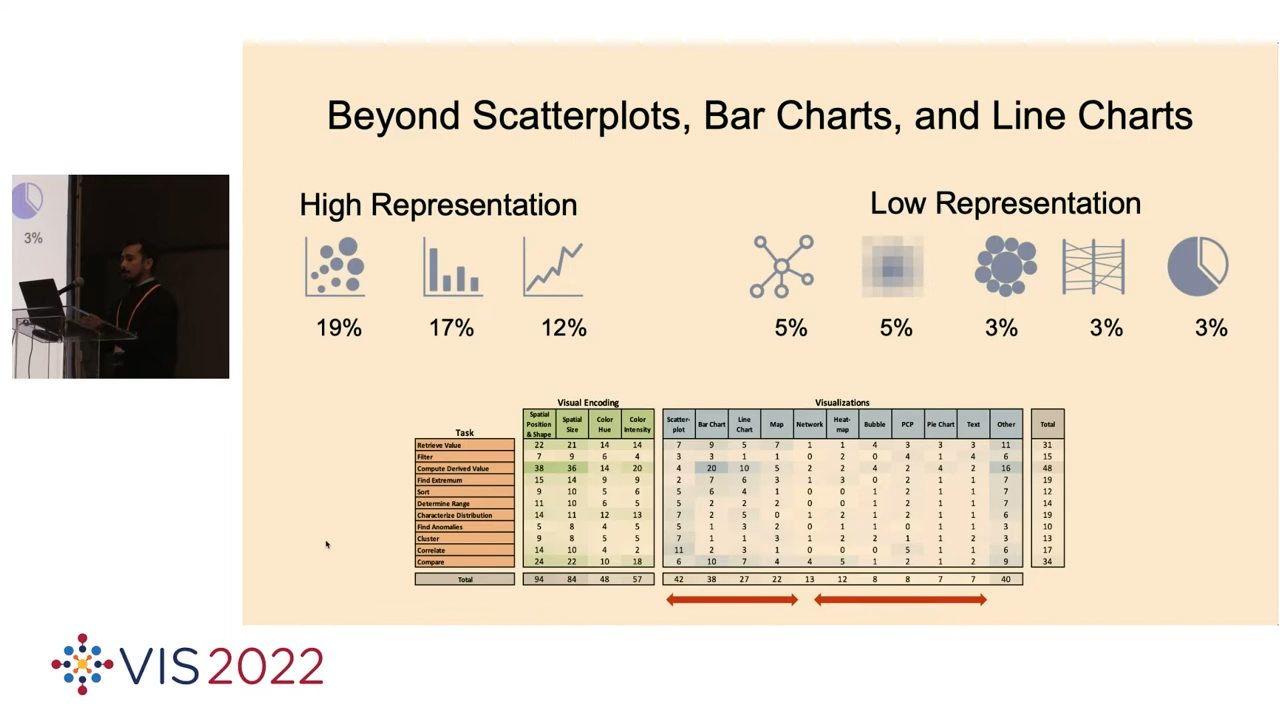 Beyond Scatterplots, Bar Charts, and Line Charts
High Representation
Low Representation
19% 17% 12%
5% 5% 3% 3% 3%
3%
Visual Encoding Visualizations
Task Spatial Position & Shape Spatial Size Color Hue Color Intensity Scatter-plot Bar Chart Line Chart Map Network Heat-map Bubble PCP Pie Chart Text Other Total
Retrieve Value 22 21 14 14 7 9 5 7 1 1 4 3 3 3 11 31
Filter 7 9 6 4 3 3 1 1 0 2 0 4 1 4 6 15
Compute Derived Value 38 36 14 20 4 20 10 5 2 2 4 2 4 2 16 48
Find Extremum 15 14 9 9 2 7 6 3 1 3 0 2 1 1 7 19
Sort 9 10 5 6 5 6 4 1 0 0 1 2 1 1 7 12
Determine Range 11 10 6 5 5 2 2 2 0 0 1 2 1 1 7 14
Characterize Distribution 14 11 12 13 7 2 5 0 1 2 1 2 1 1 6 19
Find Anomalies 5 8 4 5 5 1 3 2 0 1 1 0 1 1 3 10
Cluster 9 8 5 5 7 1 1 3 1 2 2 1 1 2 3 13
Correlate 14 10 4 2 11 2 3 1 0 0 0 5 1 1 6 17
Compare 24 22 10 18 6 10 7 4 4 5 1 2 1 2 9 34
Total 94 84 48 57 42 38 27 22 13 12 8 8 7 7 40
VIS2022